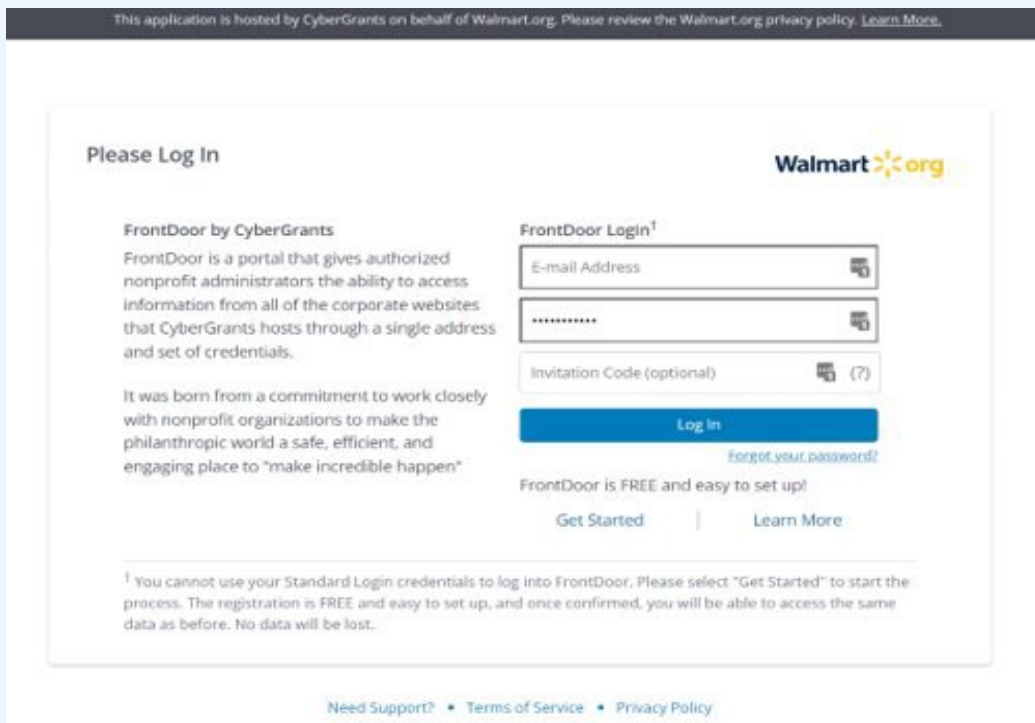 This application is hosted by CyberGrants on behalf of Walmart.org. Please review the Walmart.org privacy policy. Learn More.
Please Log In
Walmart org
FrontDoor by CyberGrants
FrontDoor is a portal that gives authorized
nonprofit administrators the ability to access
information from all of the corporate websites
that CyberGrants hosts through a single address
and set of credentials.
It was born from a commitment to work closely
with nonprofit organizations to make the
philanthropic world a safe, efficient, and
engaging place to "make incredible happen"
FrontDoor Login†
E-mail Address
•••••••••••
Invitation Code (optional) (?)
Log In
Forgot your password?
FrontDoor is FREE and easy to set up!
Get Started | Learn More
† You cannot use your Standard Login credentials to log into FrontDoor. Please select "Get Started" to start the
process. The registration is FREE and easy to set up, and once confirmed, you will be able to access the same
data as before. No data will be lost.
Need Support? • Terms of Service • Privacy Policy